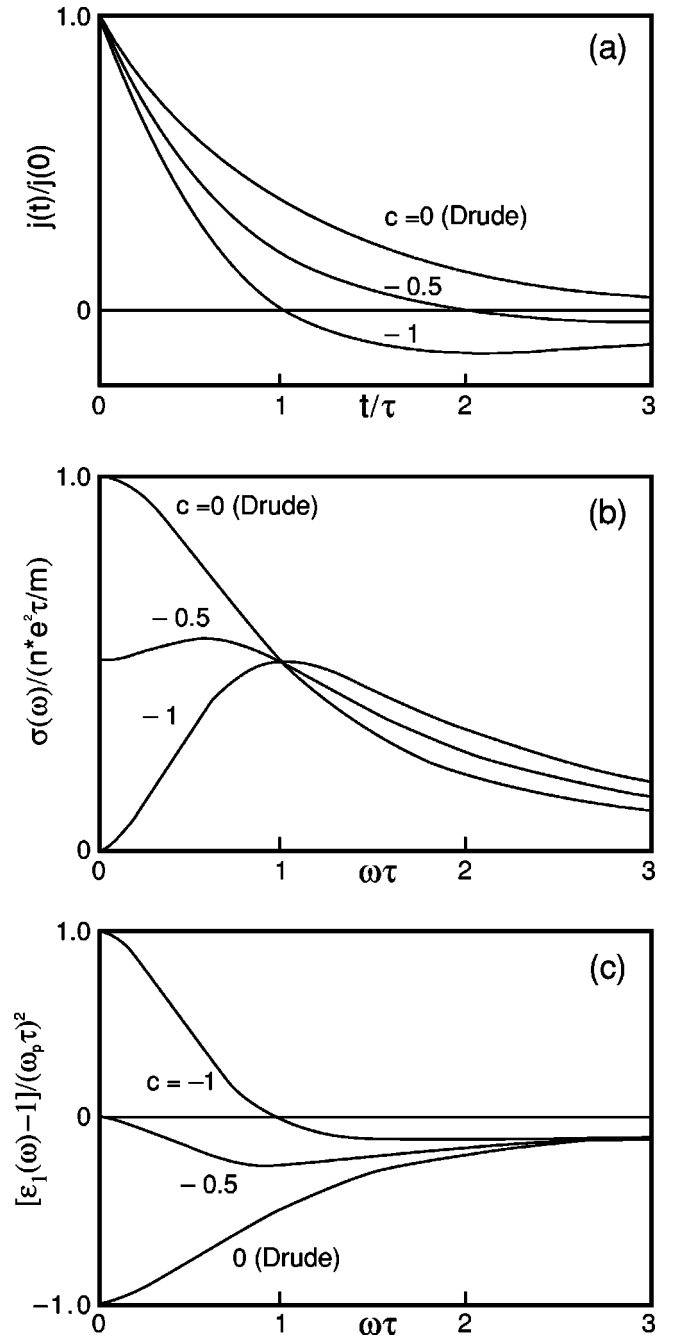 1.0
(a)
j(t)/j(0)
c =0 (Drude)
– 0.5
0
– 1
0 1 2 3
t/τ
1.0
c =0 (Drude)
(b)
σ(ω)/(n*e²τ/m)
– 0.5
– 1
0
0 1 2 3
ωτ
1.0
(c)
[ε₁(ω)–1]/(ωₚτ)²
c = –1
0
– 0.5
0 (Drude)
–1.0
0 1 2 3
ωτ